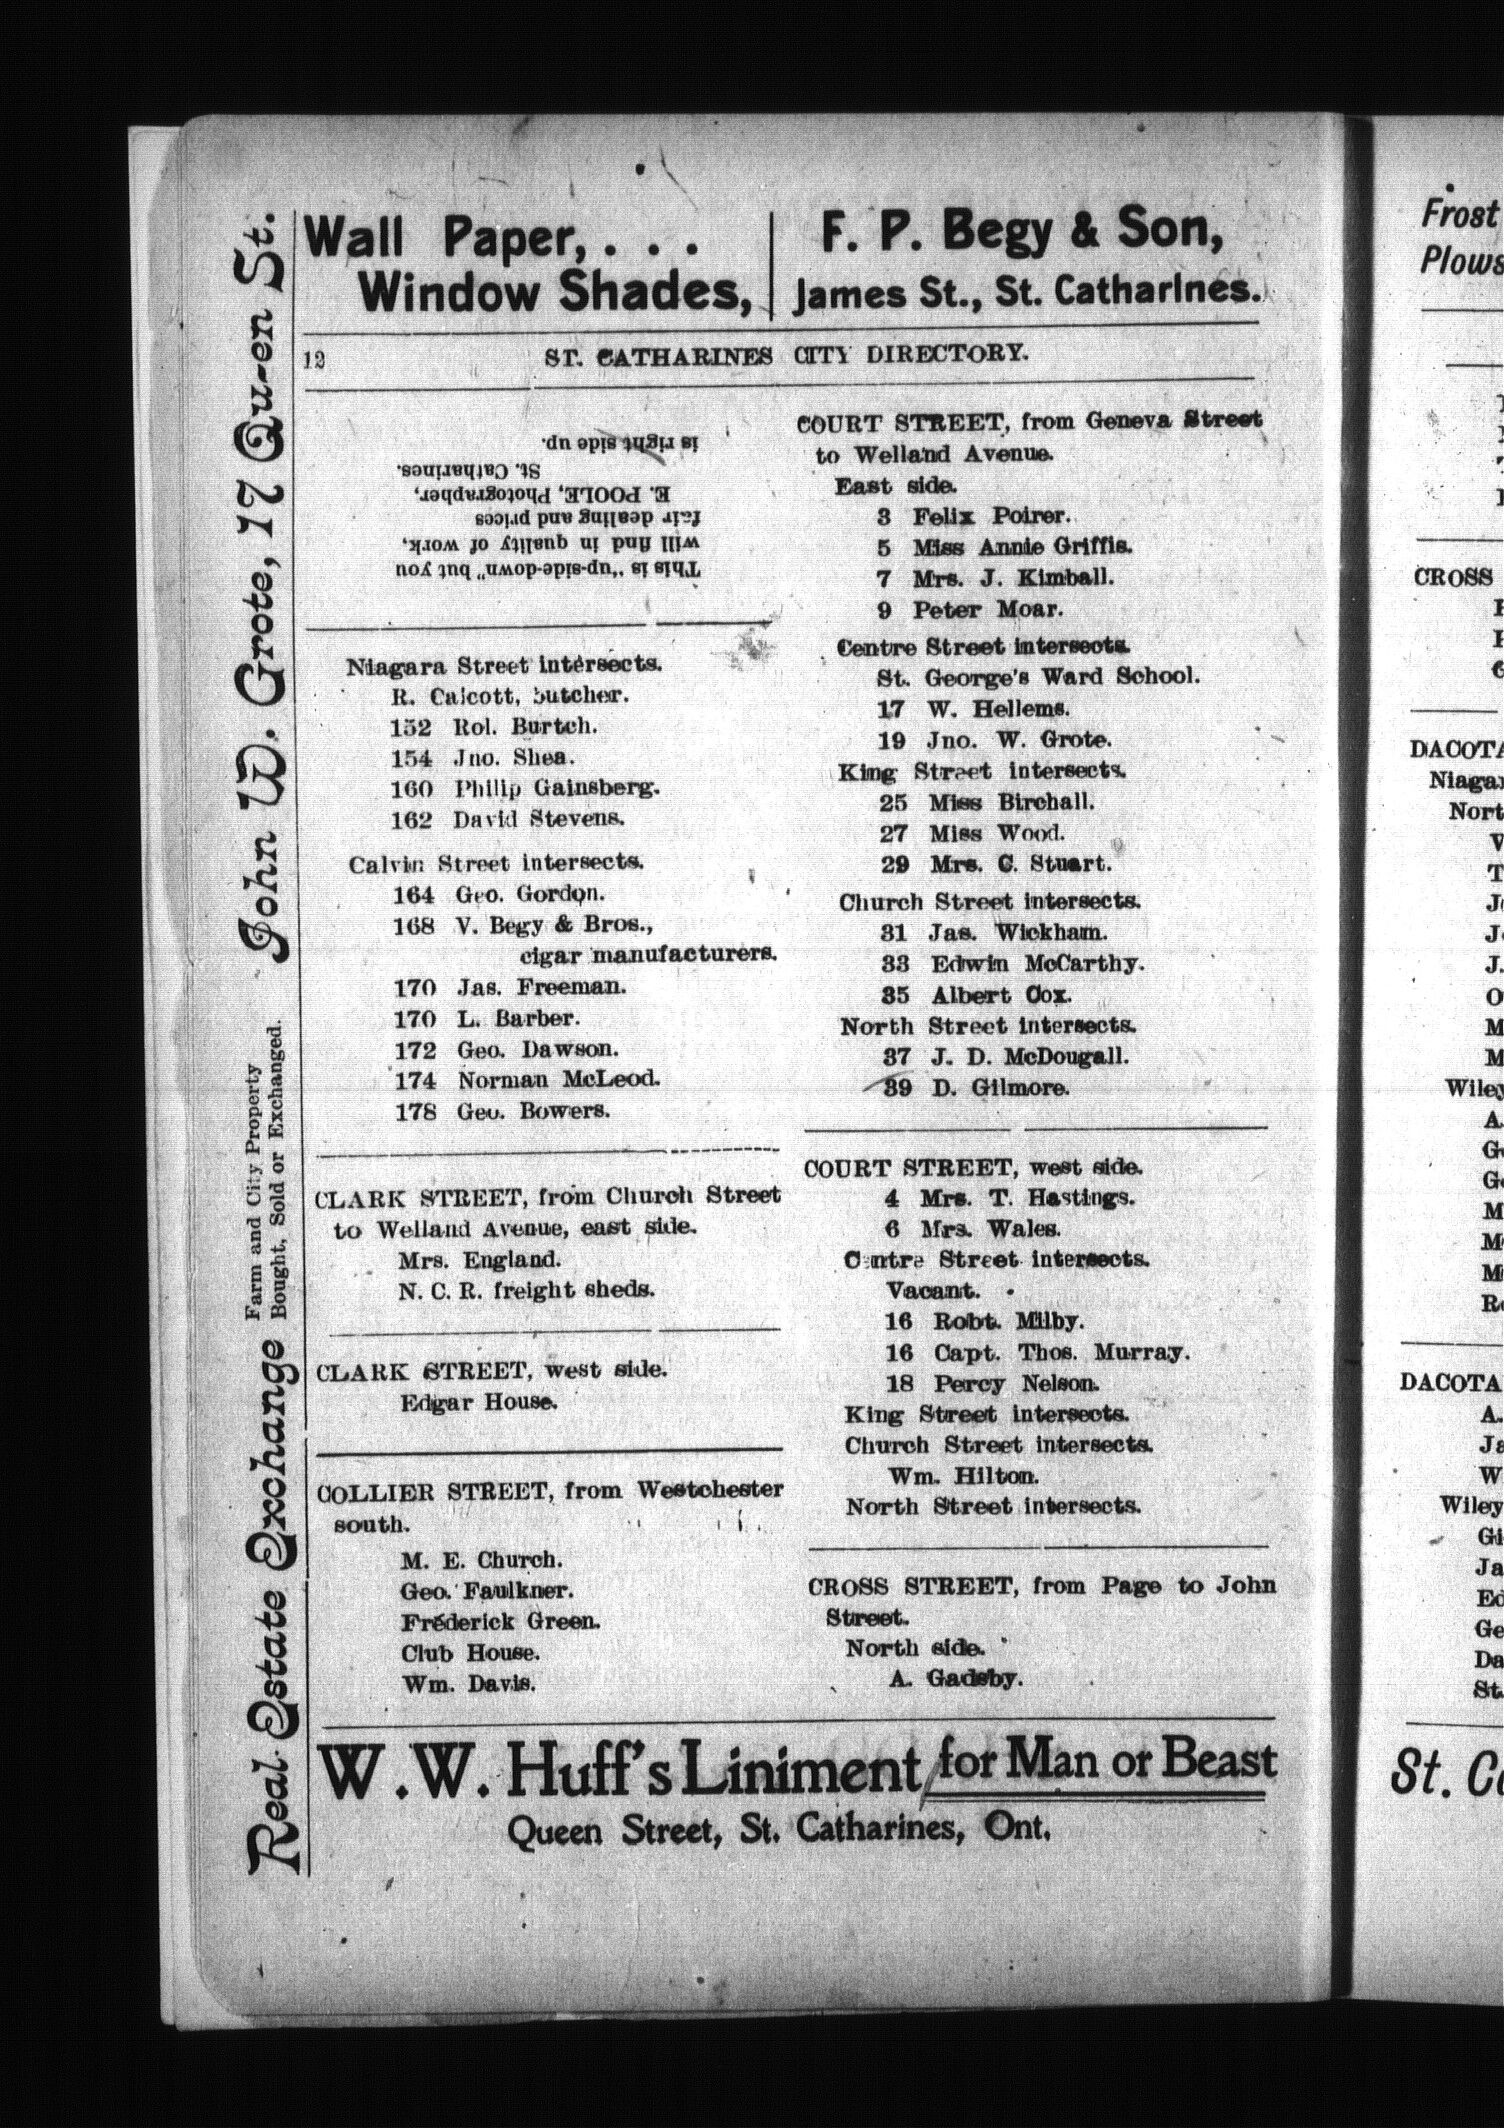 Wall Paper, . . .
Window Shades,
F. P. Begy & Son,
James St., St. Catharines.
12
ST. CATHARINES CITY DIRECTORY.
This is "up-side-down" but you
will find in quality of work,
fair dealing and prices
E. POOLE, Photographer,
St. Catharines.
is right side up.
Niagara Street intersects.
R. Calcott, butcher.
152 Rol. Burtch.
154 Jno. Shea.
160 Philip Gainsberg.
162 David Stevens.
Calvin Street intersects.
164 Geo. Gordon.
168 V. Begy & Bros.,
cigar manufacturers.
170 Jas. Freeman.
170 L. Barber.
172 Geo. Dawson.
174 Norman McLeod.
178 Geo. Bowers.
CLARK STREET, from Church Street
to Welland Avenue, east side.
Mrs. England.
N. C. R. freight sheds.
CLARK STREET, west side.
Edgar House.
COLLIER STREET, from Westchester
south.
M. E. Church.
Geo. Faulkner.
Frederick Green.
Club House.
Wm. Davis.
COURT STREET, from Geneva Street
to Welland Avenue.
East side.
3 Felix Poirer.
5 Miss Annie Griffis.
7 Mrs. J. Kimball.
9 Peter Moar.
Centre Street intersects.
St. George's Ward School.
17 W. Hellems.
19 Jno. W. Grote.
King Street intersects.
25 Miss Birchall.
27 Miss Wood.
29 Mrs. C. Stuart.
Church Street intersects.
31 Jas. Wickham.
33 Edwin McCarthy.
35 Albert Cox.
North Street intersects.
37 J. D. McDougall.
39 D. Gilmore.
COURT STREET, west side.
4 Mrs. T. Hastings.
6 Mrs. Wales.
Centre Street intersects.
Vacant.
16 Robt. Milby.
16 Capt. Thos. Murray.
18 Percy Nelson.
King Street intersects.
Church Street intersects.
Wm. Hilton.
North Street intersects.
CROSS STREET, from Page to John
Street.
North side.
A. Gadsby.
W. W. Huff's Liniment for Man or Beast
Queen Street, St. Catharines, Ont.
Real Estate Exchange
Farm and City Property
Bought, Sold or Exchanged.
John W. Grote, 17 Qu-en St.
Frost
Plows
CROSS
DACOTA
Wiley
DACOTA
Wiley
St.